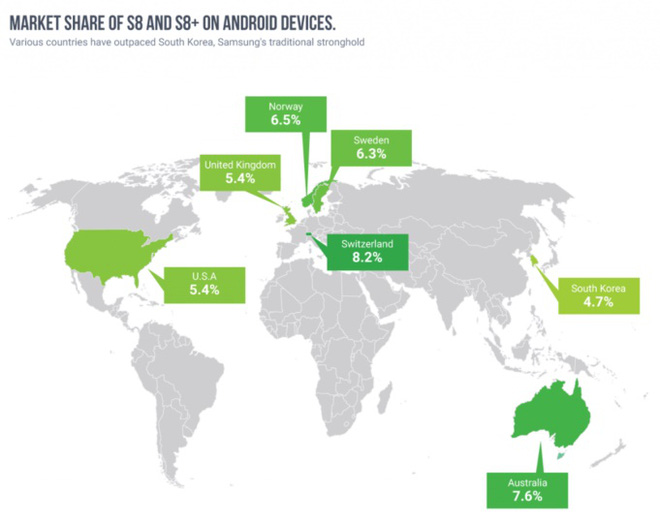 MARKET SHARE OF S8 AND S8+ ON ANDROID DEVICES.
Various countries have outpaced South Korea, Samsung's traditional stronghold
Norway
6.5%
Sweden
6.3%
United Kingdom
5.4%
Switzerland
8.2%
U.S.A
5.4%
South Korea
4.7%
Australia
7.6%